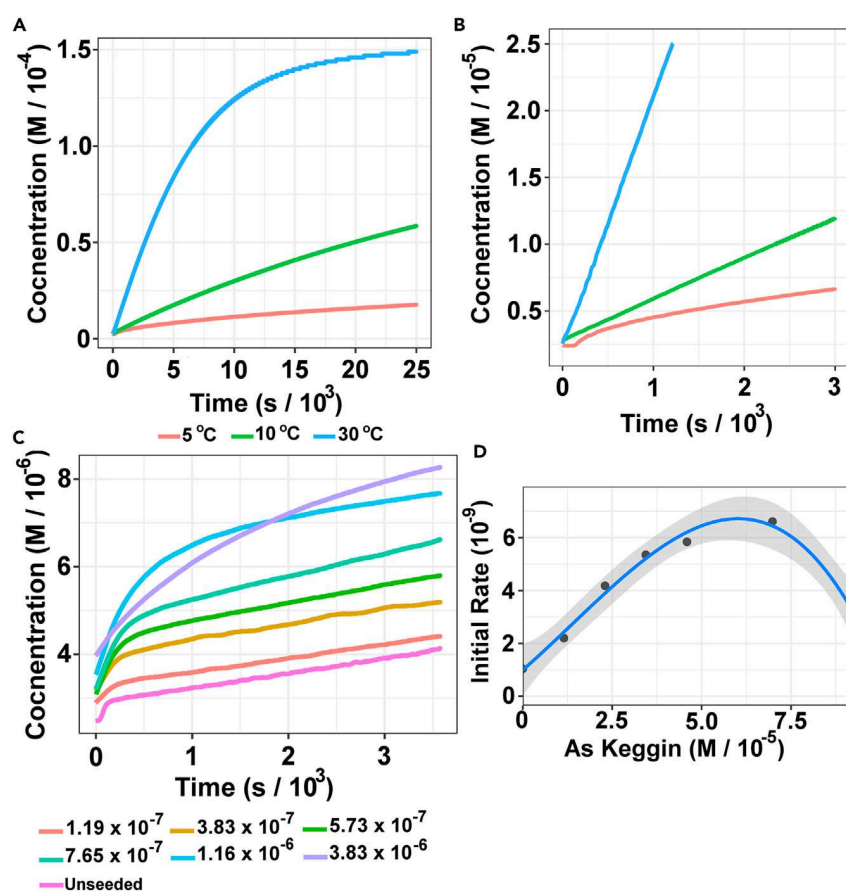 A
Cocnentration (M / 10-4)
1.5
1.0
0.5
0
0 5 10 15 20 25
Time (s / 10³)
B
Cocnentration (M / 10-5)
2.5
2.0
1.5
1.0
0.5
0 1 2 3
Time (s / 10³)
5 °C 10 °C 30 °C
C
Cocnentration (M / 10-6)
8
6
4
0 1 2 3
Time (s / 10³)
D
Initial Rate (10-9)
6
4
2
0
0 2.5 5.0 7.5
As Keggin (M / 10-5)
1.19 x 10-7 3.83 x 10-7 5.73 x 10-7
7.65 x 10-7 1.16 x 10-6 3.83 x 10-6
Unseeded